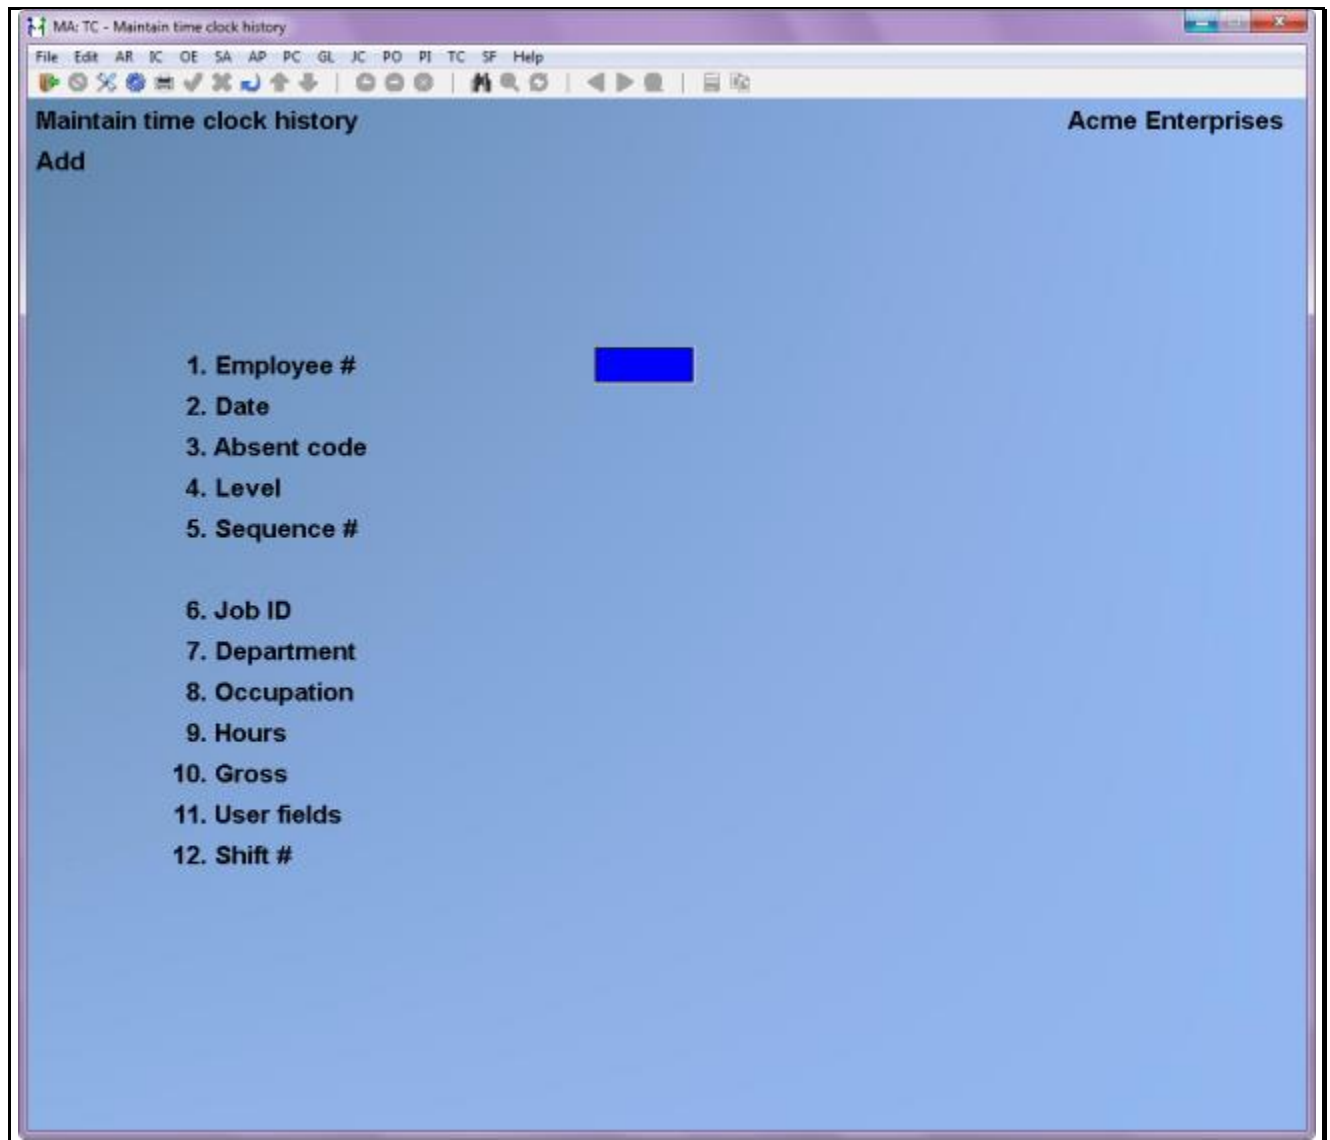 MA: TC - Maintain time clock history
File Edit AR IC OE SA AP PC GL JC PO PI TC SF Help
Maintain time clock history Acme Enterprises
Add
1. Employee #
2. Date
3. Absent code
4. Level
5. Sequence #
6. Job ID
7. Department
8. Occupation
9. Hours
10. Gross
11. User fields
12. Shift #